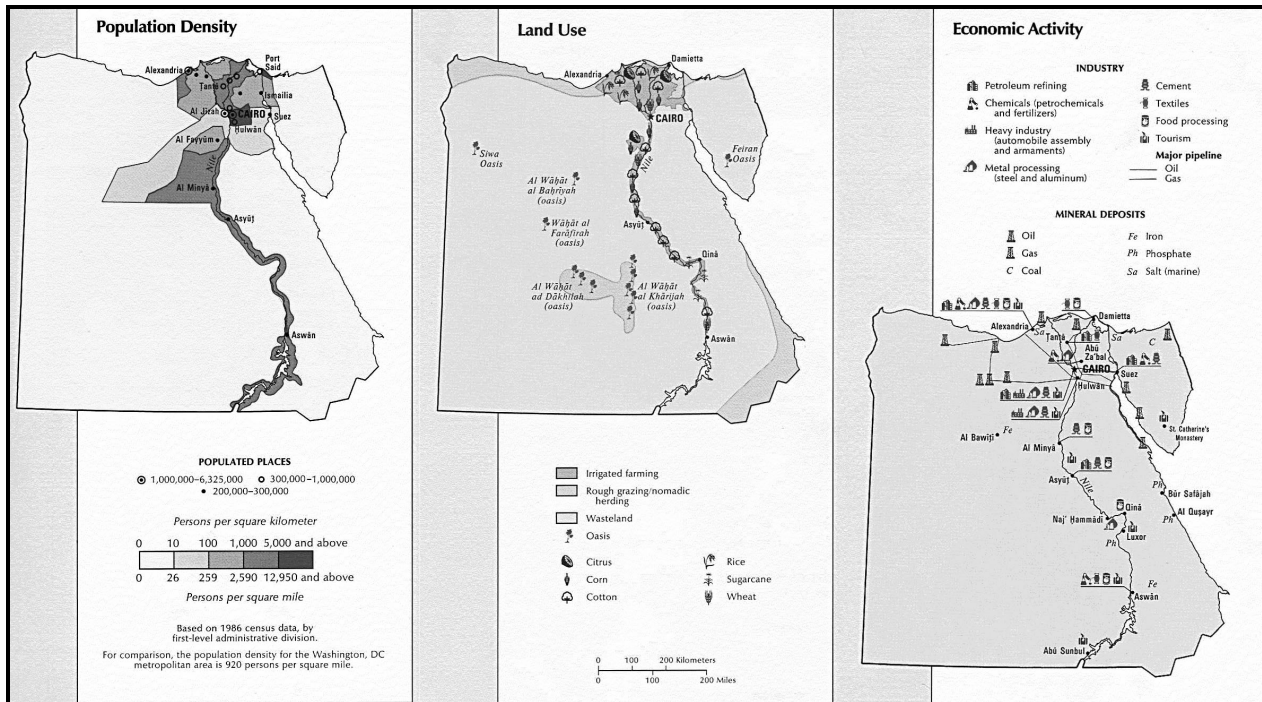 Population Density
Alexandria
Port
Said
Ṭanṭā
Ismailia
Al Jīzah
CAIRO
Suez
Ḥulwān
Al Fayyūm
Nile
Al Minyā
Asyūţ
Aswān
POPULATED PLACES
1,000,000–6,325,000
300,000–1,000,000
200,000–300,000
Persons per square kilometer
0 10 100 1,000 5,000 and above
0 26 259 2,590 12,950 and above
Persons per square mile
Based on 1986 census data, by
first-level administrative division.
For comparison, the population density for the Washington, DC
metropolitan area is 920 persons per square mile.
Land Use
Damietta
Alexandria
CAIRO
Siwa
Oasis
Feiran
Oasis
Nile
Al Wāḩāt
al Baḩrīyah
(oasis)
Wāḩāt al
Farāfirah
(oasis)
Asyūţ
Qinā
Al Wāḩāt
ad Dākhilah
(oasis)
Al Wāḩāt
al Khārijah
(oasis)
Aswān
Irrigated farming
Rough grazing/nomadic
herding
Wasteland
Oasis
Citrus
Corn
Cotton
Rice
Sugarcane
Wheat
0 100 200 Kilometers
0 100 200 Miles
Economic Activity
INDUSTRY
Petroleum refining
Chemicals (petrochemicals
and fertilizers)
Heavy industry
(automobile assembly
and armaments)
Metal processing
(steel and aluminum)
Cement
Textiles
Food processing
Tourism
Major pipeline
Oil
Gas
MINERAL DEPOSITS
Oil
Gas
C Coal
Fe Iron
Ph Phosphate
Sa Salt (marine)
Damietta
Alexandria
Sa
Ṭanṭā
Sa
C
Abū
Za'bal
CAIRO
Suez
Ḥulwān
St. Catherine's
Monastery
Al Bawīţī
Fe
Al Minyā
Asyūţ
Nile
Ph
Būr Safājah
Qinā
Al Quşayr
Ph
Naj' Ḥammādī
Luxor
Ph
Fe
Aswān
Abū Sunbul